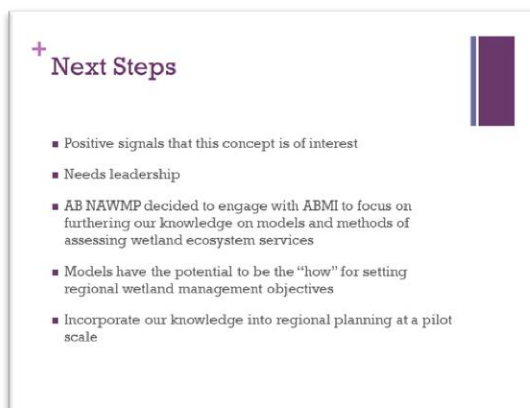 +
Next Steps
■ Positive signals that this concept is of interest
■ Needs leadership
■ AB NAWMP decided to engage with ABMI to focus on
furthering our knowledge on models and methods of
assessing wetland ecosystem services
■ Models have the potential to be the “how” for setting
regional wetland management objectives
■ Incorporate our knowledge into regional planning at a pilot
scale